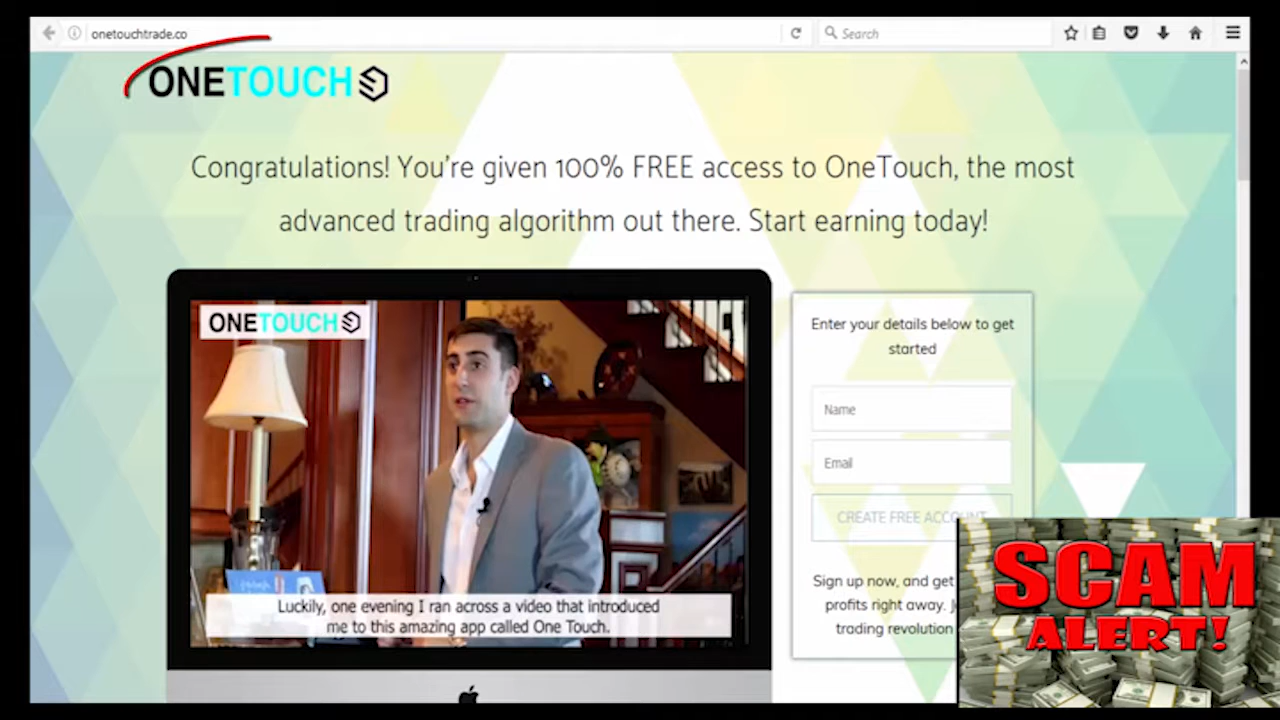 onetouchtrade.co
Search
ONETOUCH
Congratulations! You're given 100% FREE access to OneTouch, the most
advanced trading algorithm out there. Start earning today!
ONETOUCH
Luckily, one evening I ran across a video that introduced
me to this amazing app called One Touch.
Enter your details below to get
started
Name
Email
CREATE FREE ACCOUNT
Sign up now, and get
profits right away.
trading revolution
SCAM
ALERT!